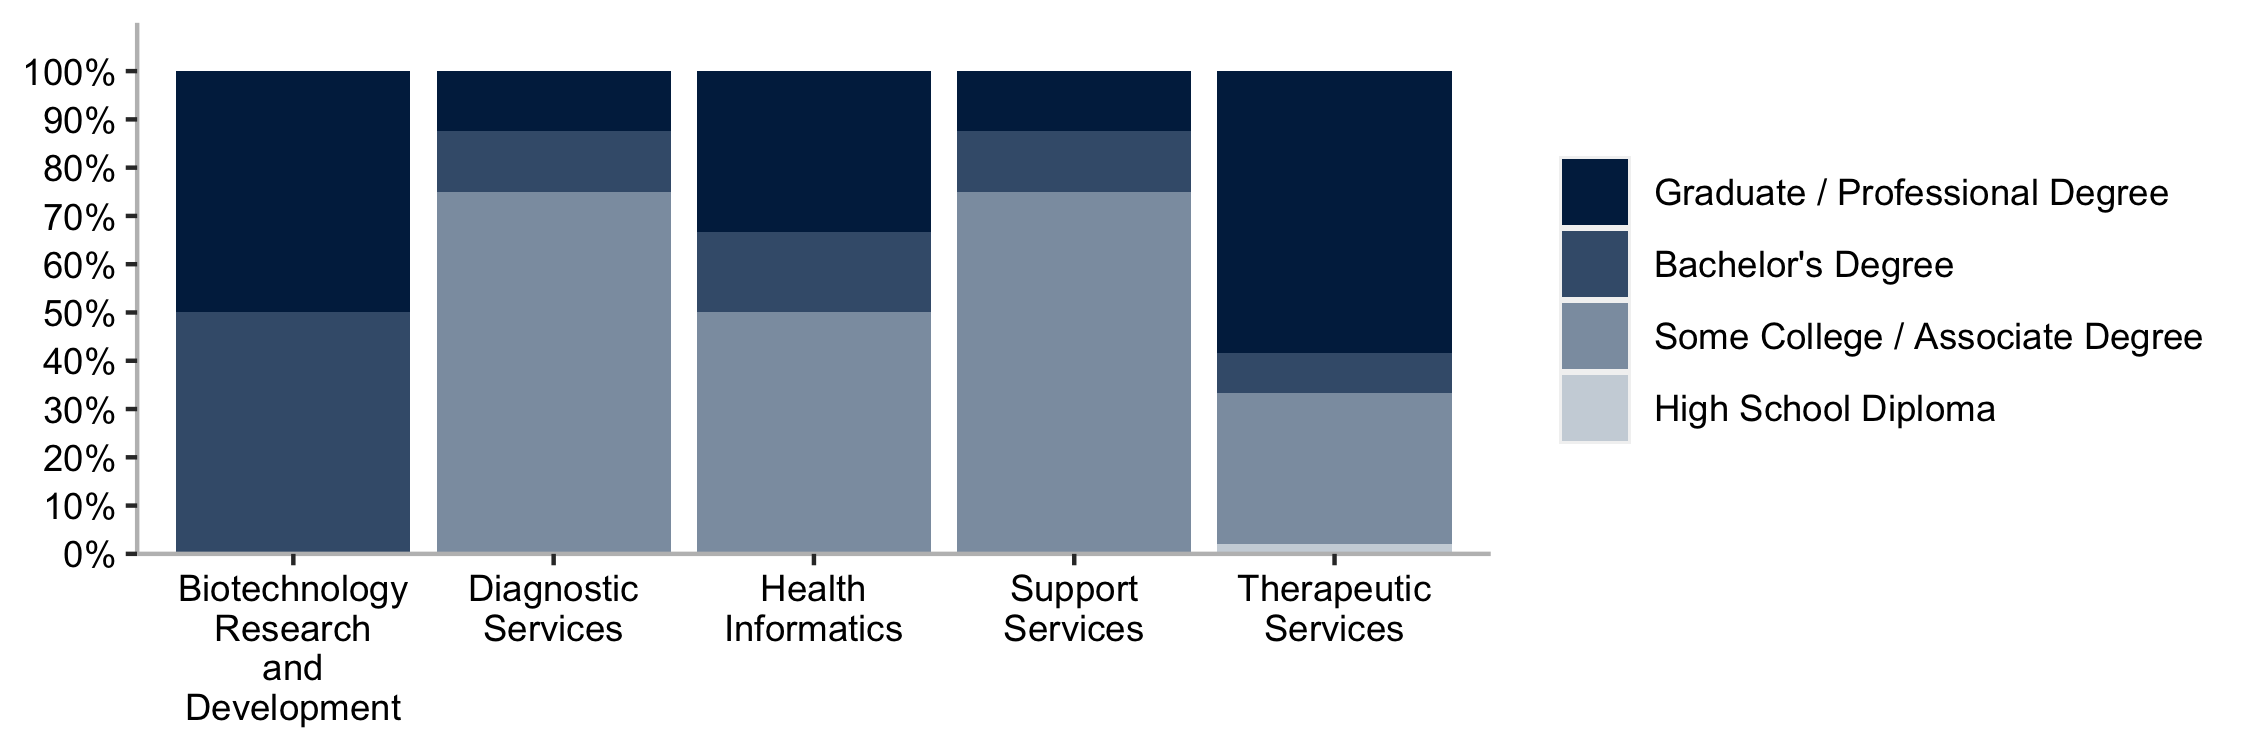 100%
90%
80%
70%
60%
50%
40%
30%
20%
10%
0%
Biotechnology
Research
and
Development
Diagnostic
Services
Health
Informatics
Support
Services
Therapeutic
Services
Graduate / Professional Degree
Bachelor's Degree
Some College / Associate Degree
High School Diploma